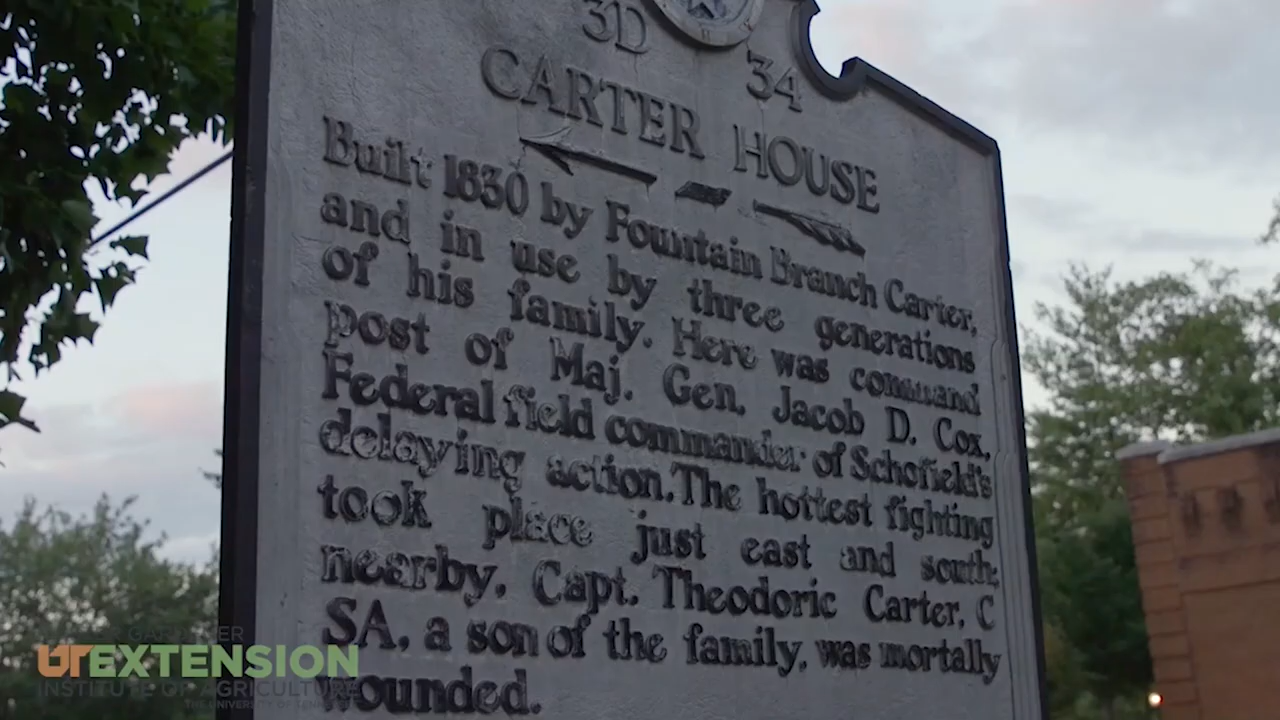 3D 34
CARTER HOUSE
Built 1830 by Fountain Branch Carter,
and in use by three generations
of his family. Here was command
post of Maj. Gen. Jacob D. Cox,
Federal field commander of Schofield's
delaying action. The hottest fighting
took place just east and south;
nearby, Capt. Theodoric Carter, C
SA, a son of the family, was mortally
wounded.
UTEXTENSION
INSTITUTE OF AGRICULTURE